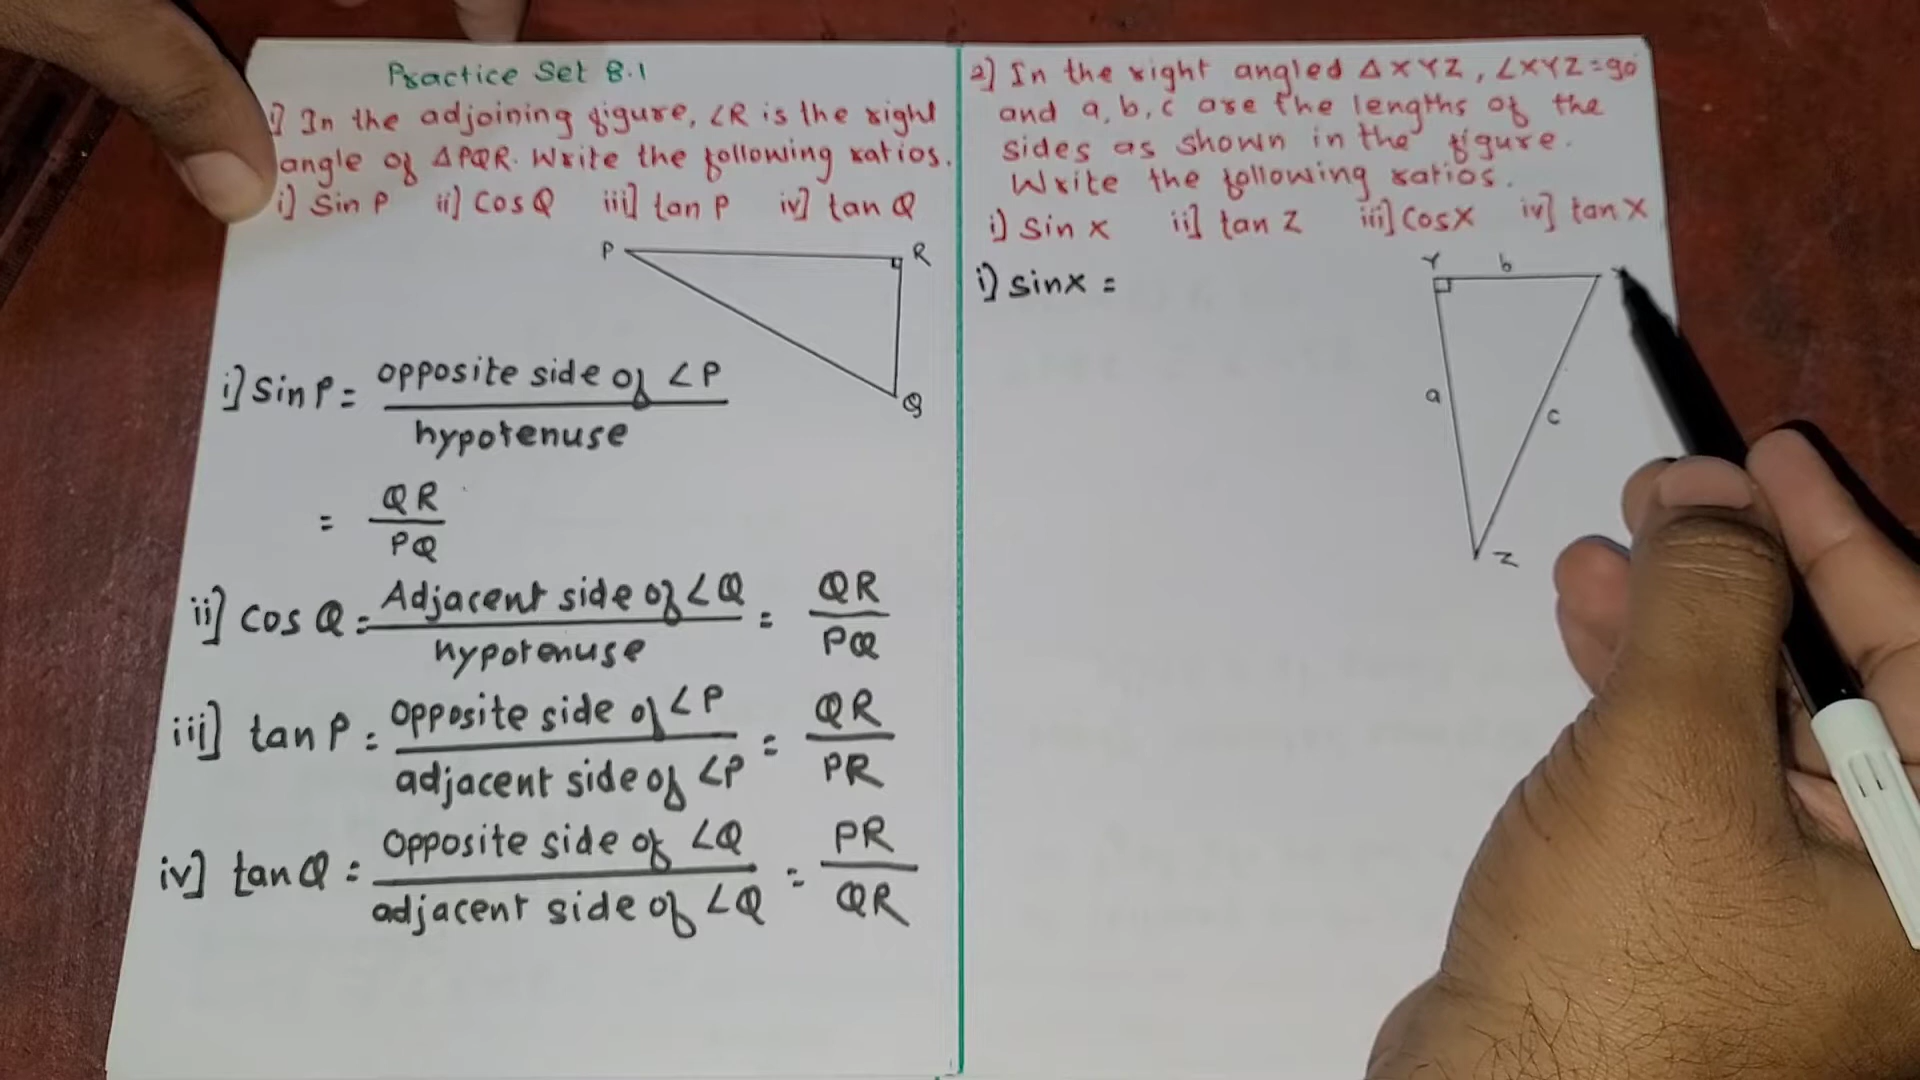 Practice Set 8.1
1] In the adjoining figure, ∠R is the right
angle of ΔPQR. Write the following ratios.
i] Sin P ii] Cos Q iii] tan P iv] tan Q
P
R
Q
i] Sin P = opposite side of ∠P
hypotenuse
= QR
PQ
ii] cos Q = Adjacent side of ∠Q = QR
hypotenuse PQ
iii] tan P = Opposite side of ∠P = QR
adjacent side of ∠P PR
iv] tan Q = Opposite side of ∠Q = PR
adjacent side of ∠Q QR
2] In the right angled Δ X Y Z, ∠XYZ = 90°
and a, b, c are the lengths of the
sides as shown in the figure.
Write the following ratios.
i) Sin X ii] tan Z iii] Cos X iv] tan X
i) sin X =
Y
b
a
c
Z